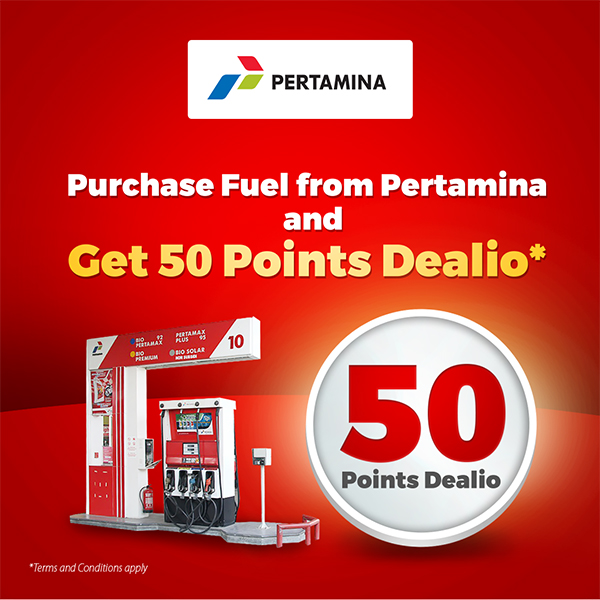 PERTAMINA
Purchase Fuel from Pertamina
and
Get 50 Points Dealio*
BIO 92 PERTAMAX
PERTAMAX PLUS 95
BIO PREMIUM
BIO SOLAR
10
50
Points Dealio
*Terms and Conditions apply